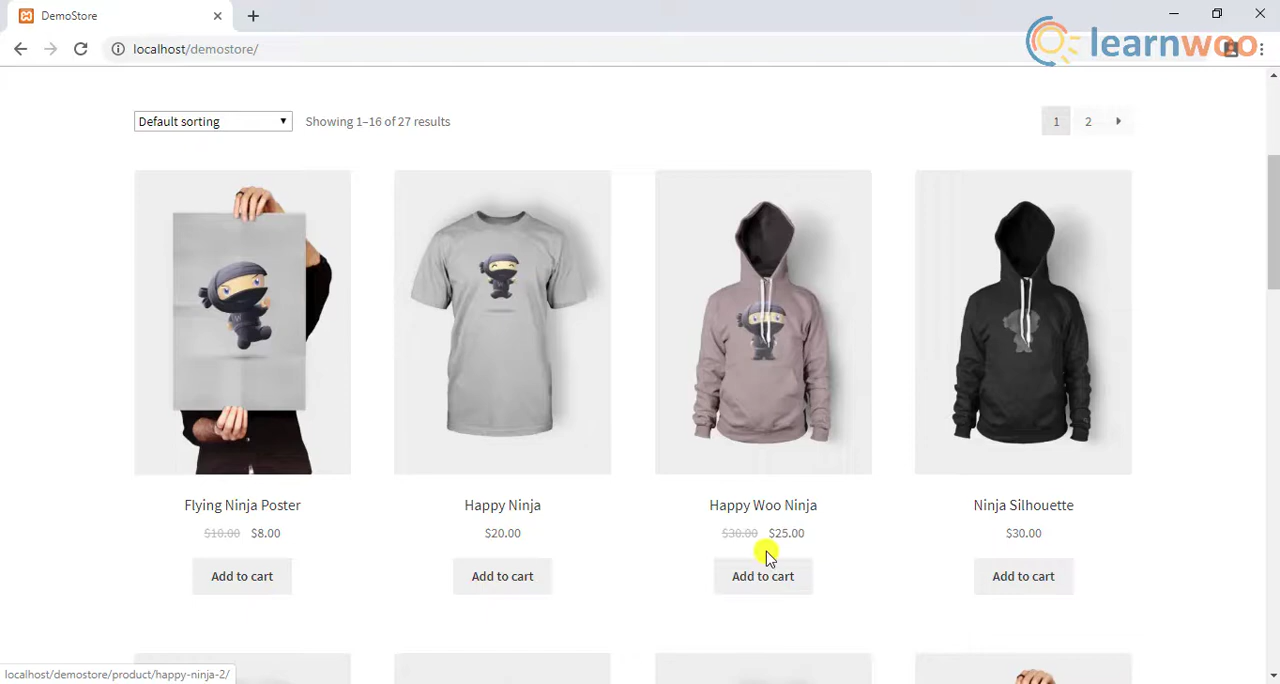 DemoStore
localhost/demostore/
learnwoo
Default sorting
Showing 1–16 of 27 results
1 2
Flying Ninja Poster
$10.00 $8.00
Add to cart
Happy Ninja
$20.00
Add to cart
Happy Woo Ninja
$30.00 $25.00
Add to cart
Ninja Silhouette
$30.00
Add to cart
localhost/demostore/product/happy-ninja-2/